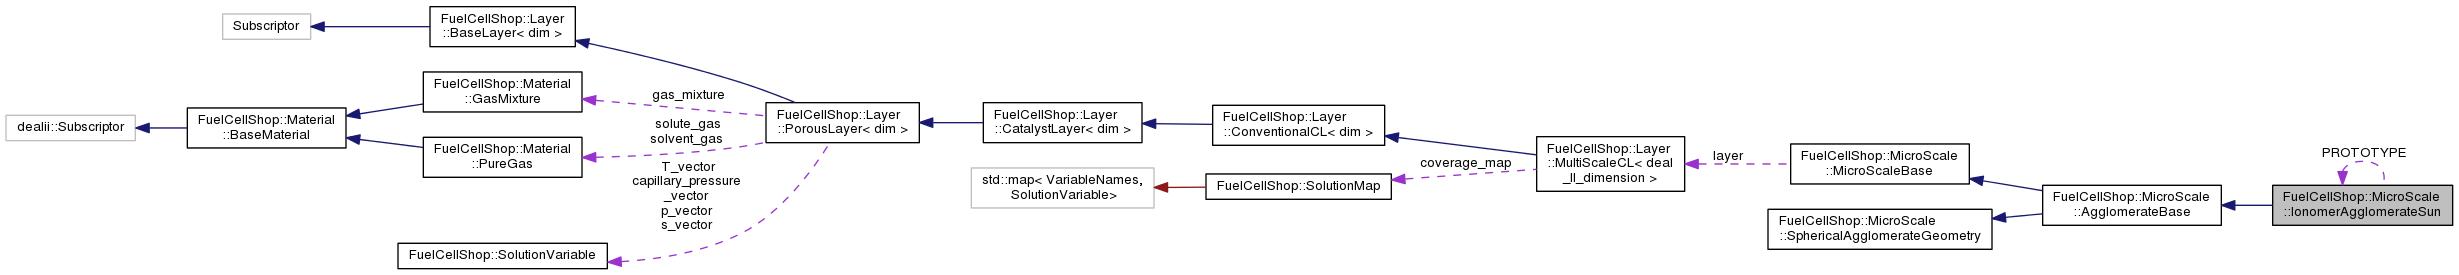 Subscriptor
FuelCellShop::Layer
::BaseLayer< dim >
dealii::Subscriptor
FuelCellShop::Material
::BaseMaterial
FuelCellShop::Material
::GasMixture
FuelCellShop::Material
::PureGas
FuelCellShop::SolutionVariable
gas_mixture
solute_gas
solvent_gas
T_vector
capillary_pressure
_vector
p_vector
s_vector
FuelCellShop::Layer
::PorousLayer< dim >
FuelCellShop::Layer
::CatalystLayer< dim >
std::map< VariableNames,
SolutionVariable>
FuelCellShop::Layer
::ConventionalCL< dim >
FuelCellShop::SolutionMap
coverage_map
FuelCellShop::Layer
::MultiScaleCL< deal
_II_dimension >
layer
FuelCellShop::MicroScale
::MicroScaleBase
FuelCellShop::MicroScale
::SphericalAgglomerateGeometry
FuelCellShop::MicroScale
::AgglomerateBase
PROTOTYPE
FuelCellShop::MicroScale
::IonomerAgglomerateSun